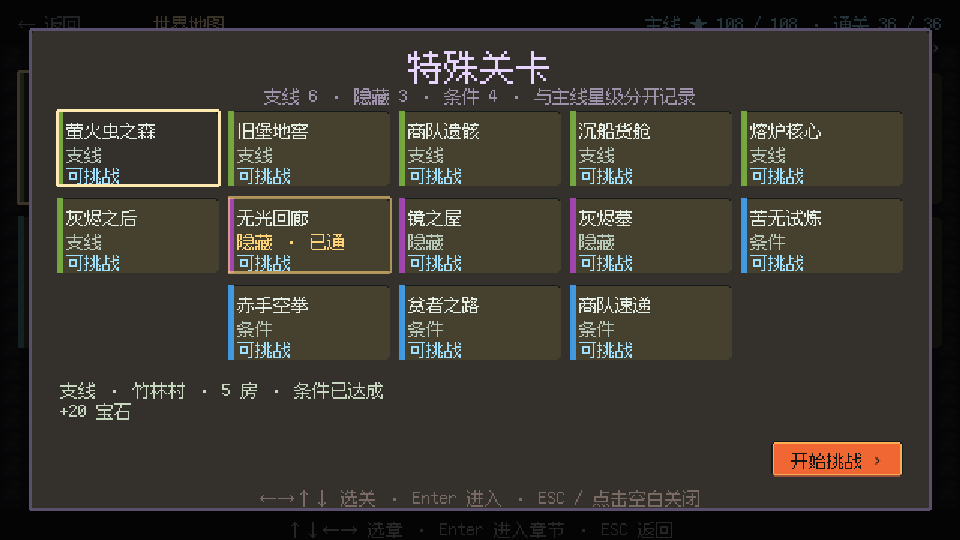 ← 返回
世界地图
主线 ★ 108 / 108 · 通关 36 / 36
特殊关卡
支线 6 · 隐藏 3 · 条件 4 · 与主线星级分开记录
萤火虫之森
支线
可挑战
旧堡地窖
支线
可挑战
商队遗骸
支线
可挑战
沉船货舱
支线
可挑战
熔炉核心
支线
可挑战
灰烬之后
支线
可挑战
无光回廊
隐藏 · 已通
可挑战
镜之屋
隐藏
可挑战
灰烬墓
隐藏
可挑战
苦无试炼
条件
可挑战
赤手空拳
条件
可挑战
贫者之路
条件
可挑战
商队速递
条件
可挑战
支线 · 竹林村 · 5 房 · 条件已达成
+20 宝石
开始挑战 ›
←→↑↓ 选关 · Enter 进入 · ESC / 点击空白关闭
↑↓←→ 选章 · Enter 进入章节 · ESC 返回